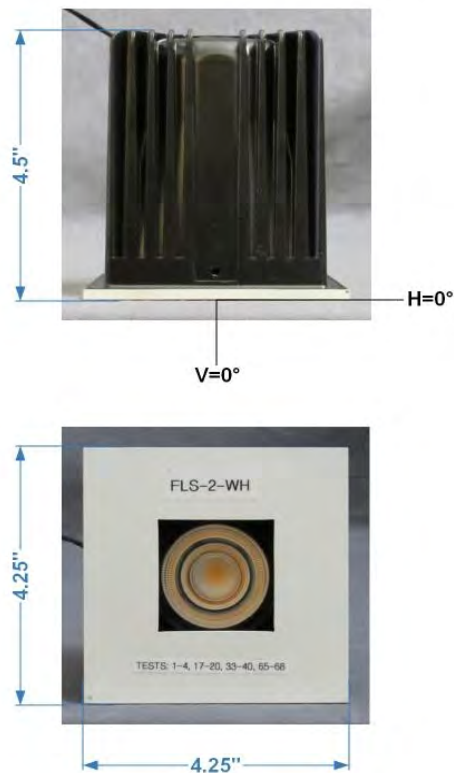 4.5"
H=0°
V=0°
FLS-2-WH
4.25"
TESTS: 1-4, 17-20, 33-40, 65-68
4.25"